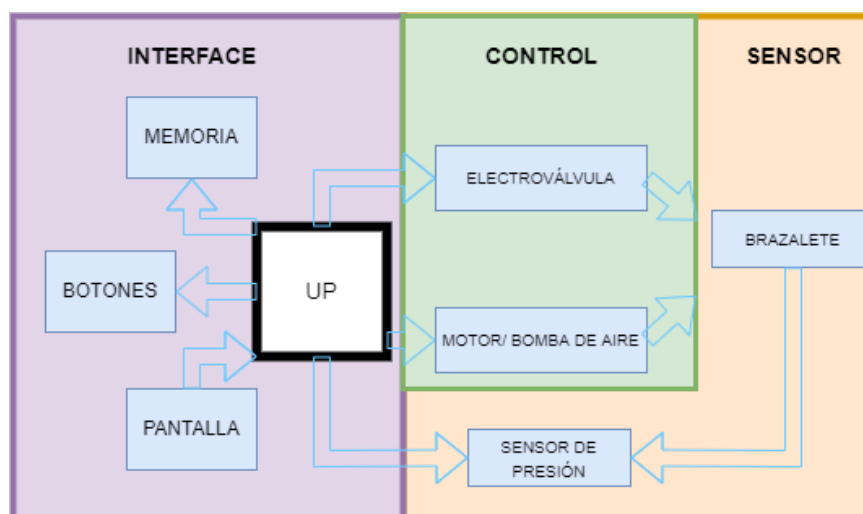 INTERFACE
CONTROL
SENSOR
MEMORIA
ELECTROVÁLVULA
BRAZALETE
BOTONES
UP
MOTOR/ BOMBA DE AIRE
PANTALLA
SENSOR DE
PRESIÓN